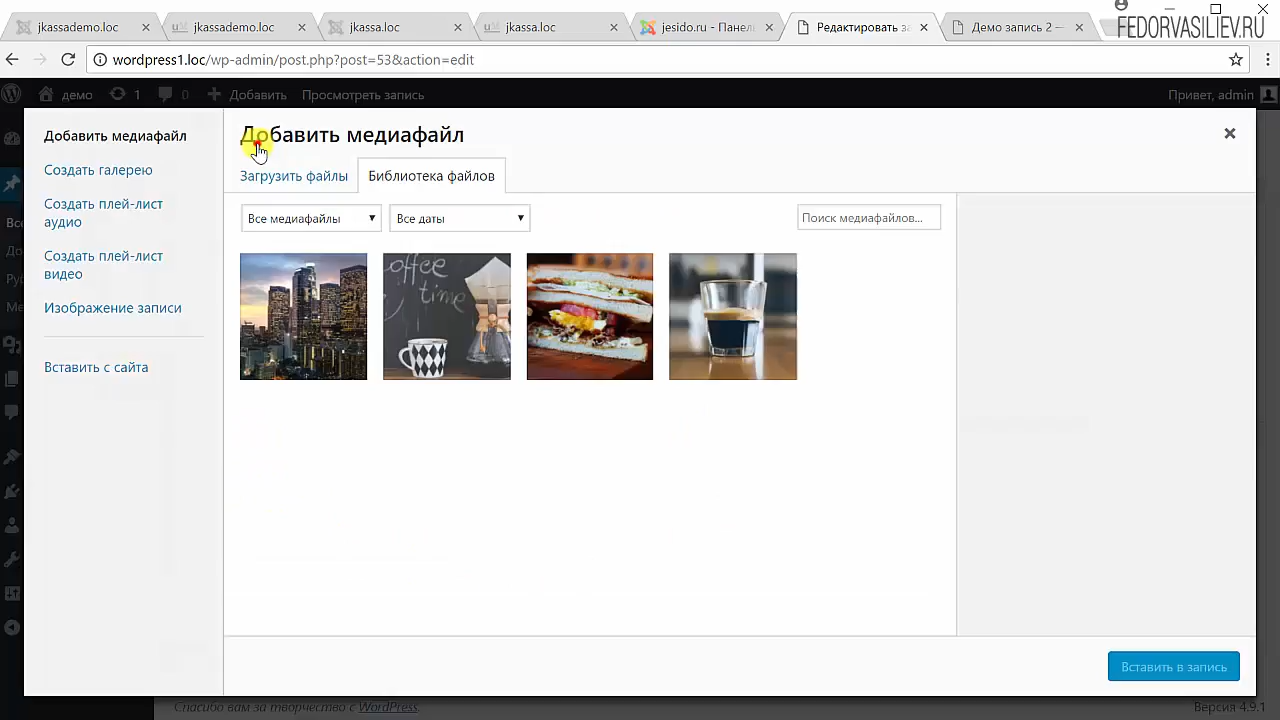 jkassademo.loc
jkassademo.loc
jkassa.loc
jkassa.loc
jesido.ru - Панел
Редактировать за
Демо запись 2 —
FEDORVASILIEV.RU
wordpress1.loc/wp-admin/post.php?post=53&action=edit
демо
1
0
Добавить
Просмотреть запись
Привет, admin
Добавить медиафайл
Создать галерею
Создать плей-лист
аудио
Создать плей-лист
видео
Изображение записи
Вставить с сайта
Добавить медиафайл
Загрузить файлы
Библиотека файлов
Все медиафайлы
Все даты
Поиск медиафайлов...
offee
time
Вставить в запись
Спасибо вам за творчество с WordPress
Версия 4.9.1